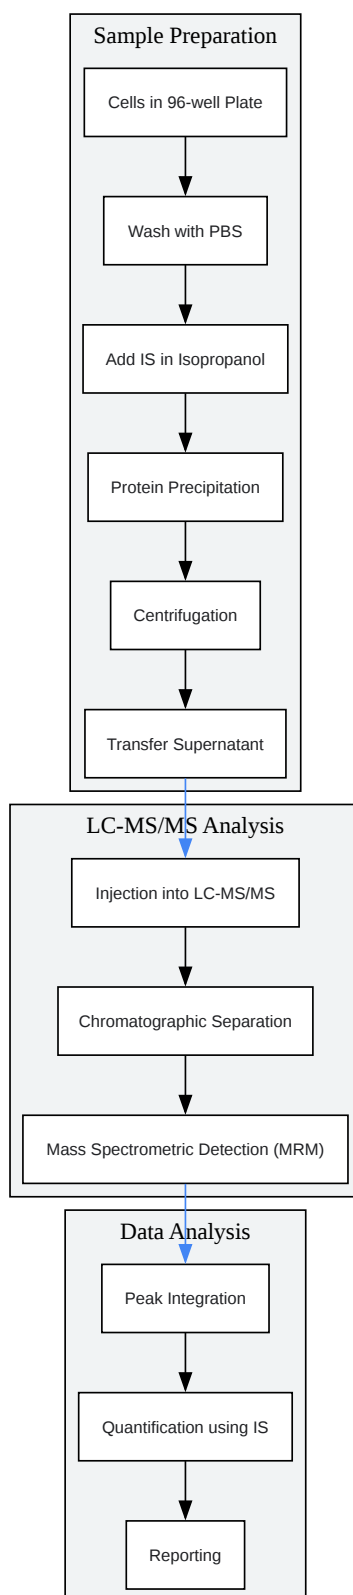 Sample Preparation
Cells in 96-well Plate
Wash with PBS
Add IS in Isopropanol
Protein Precipitation
Centrifugation
Transfer Supernatant
LC-MS/MS Analysis
Injection into LC-MS/MS
Chromatographic Separation
Mass Spectrometric Detection (MRM)
Data Analysis
Peak Integration
Quantification using IS
Reporting